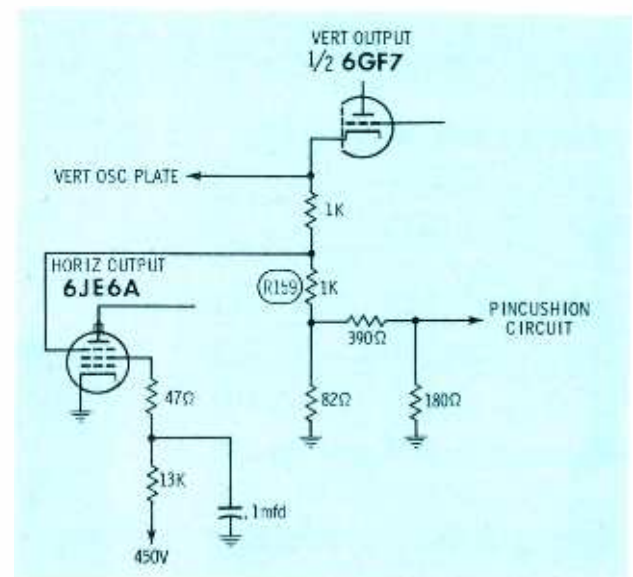 VERT OUTPUT
1/2 6GF7
VERT OSC PLATE
1K
HORIZ OUTPUT
6JE6A
R159
1K
PINCUSHION
CIRCUIT
390Ω
47Ω
82Ω
180Ω
13K
.1mfd
450V